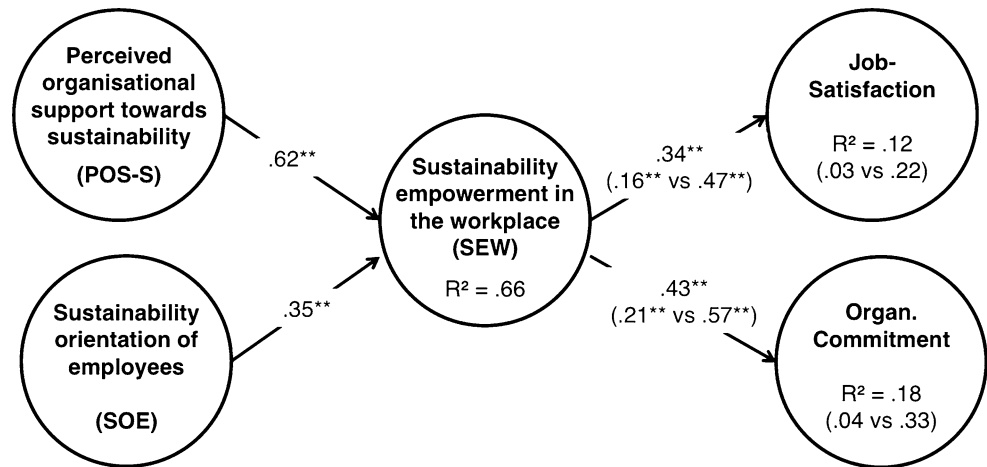 Perceived
organisational
support towards
sustainability
(POS-S)
.62**
Sustainability
orientation of
employees
(SOE)
.35**
Sustainability
empowerment in
the workplace
(SEW)
R² = .66
.34**
(.16** vs .47**)
Job-
Satisfaction
R² = .12
(.03 vs .22)
.43**
(.21** vs .57**)
Organ.
Commitment
R² = .18
(.04 vs .33)